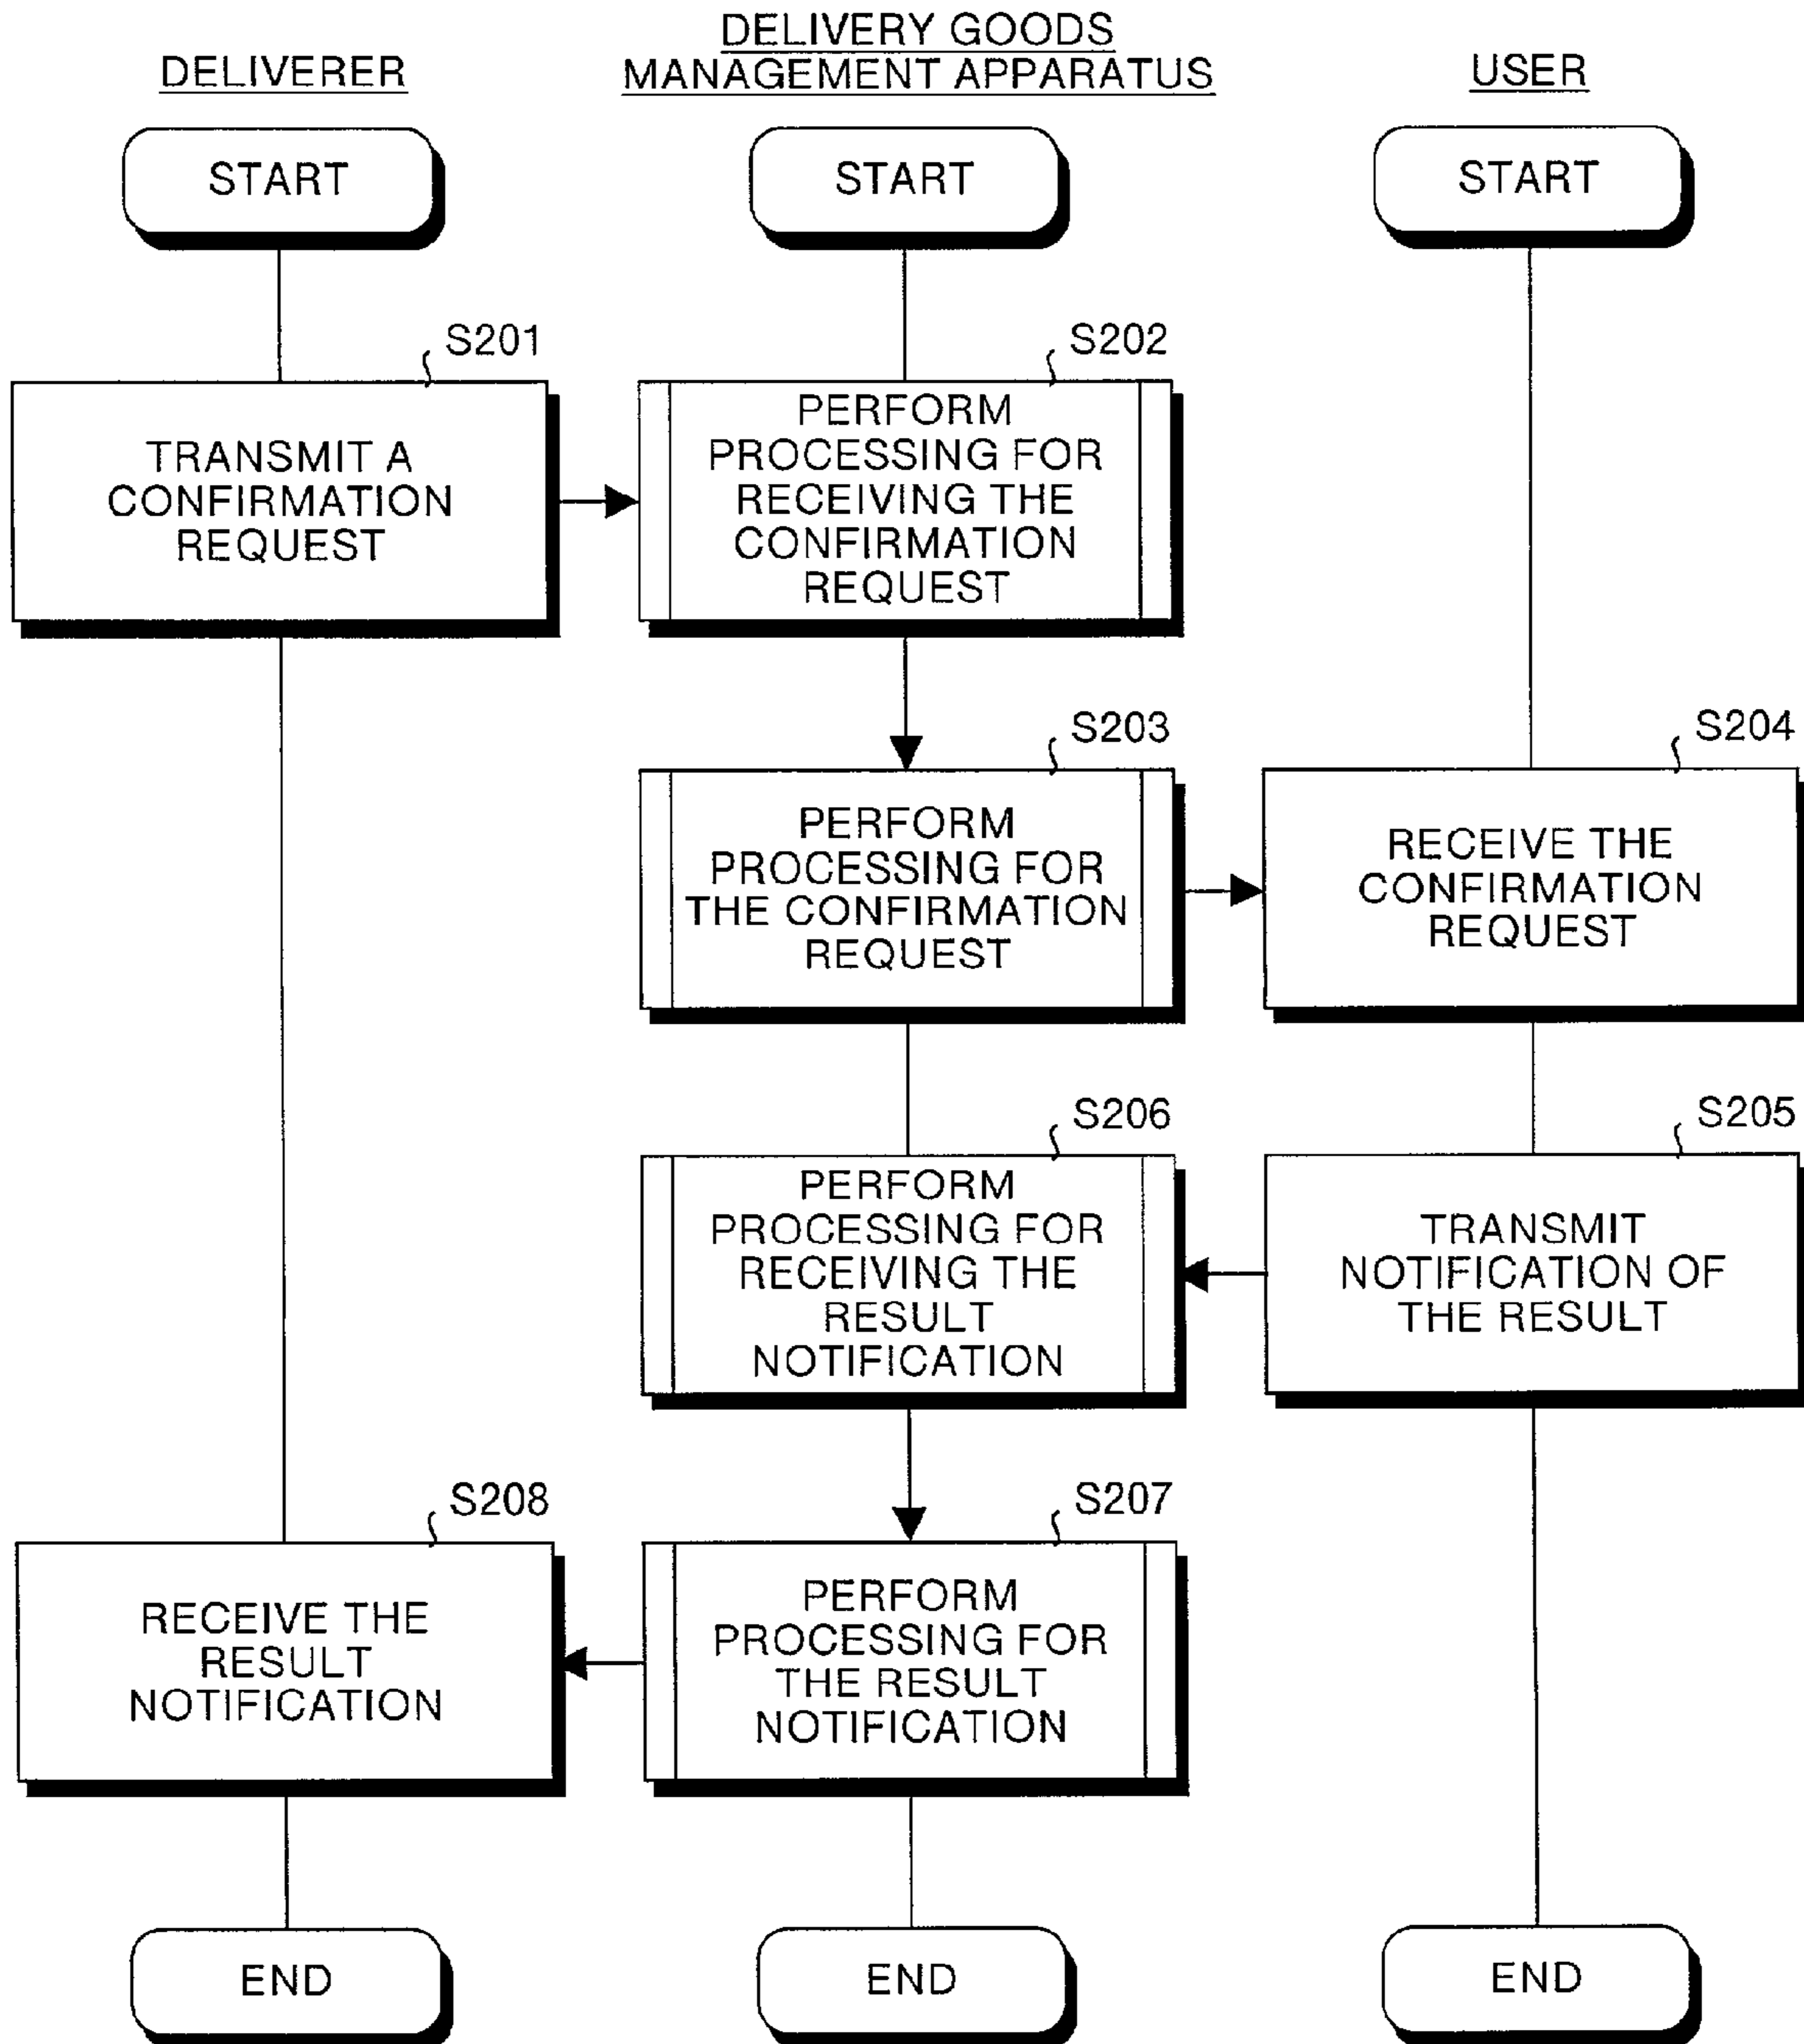 DELIVERER
DELIVERY GOODS
MANAGEMENT APPARATUS
USER
START
START
START
S201
TRANSMIT A
CONFIRMATION
REQUEST
S202
PERFORM
PROCESSING FOR
RECEIVING THE
CONFIRMATION
REQUEST
S203
PERFORM
PROCESSING FOR
THE CONFIRMATION
REQUEST
S204
RECEIVE THE
CONFIRMATION
REQUEST
S206
PERFORM
PROCESSING FOR
RECEIVING THE
RESULT
NOTIFICATION
S205
TRANSMIT
NOTIFICATION OF
THE RESULT
S208
RECEIVE THE
RESULT
NOTIFICATION
S207
PERFORM
PROCESSING FOR
THE RESULT
NOTIFICATION
END
END
END